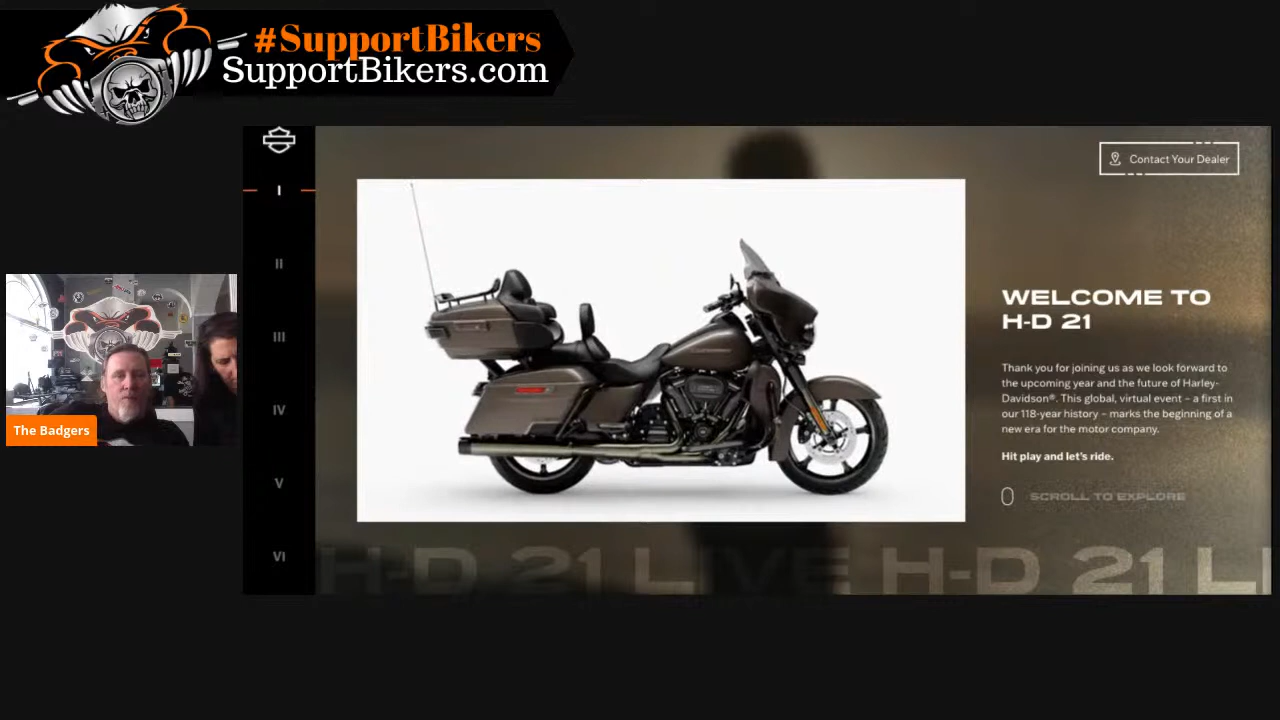 #SupportBikers
SupportBikers.com
Contact Your Dealer
I
II
III
IV
V
VI
WELCOME TO
H-D 21
Thank you for joining us as we look forward to
the upcoming year and the future of Harley-
Davidson®. This global, virtual event – a first in
our 118-year history – marks the beginning of a
new era for the motor company.
Hit play and let's ride.
SCROLL TO EXPLORE
H-D 21 LIVE H-D 21 LI
The Badgers